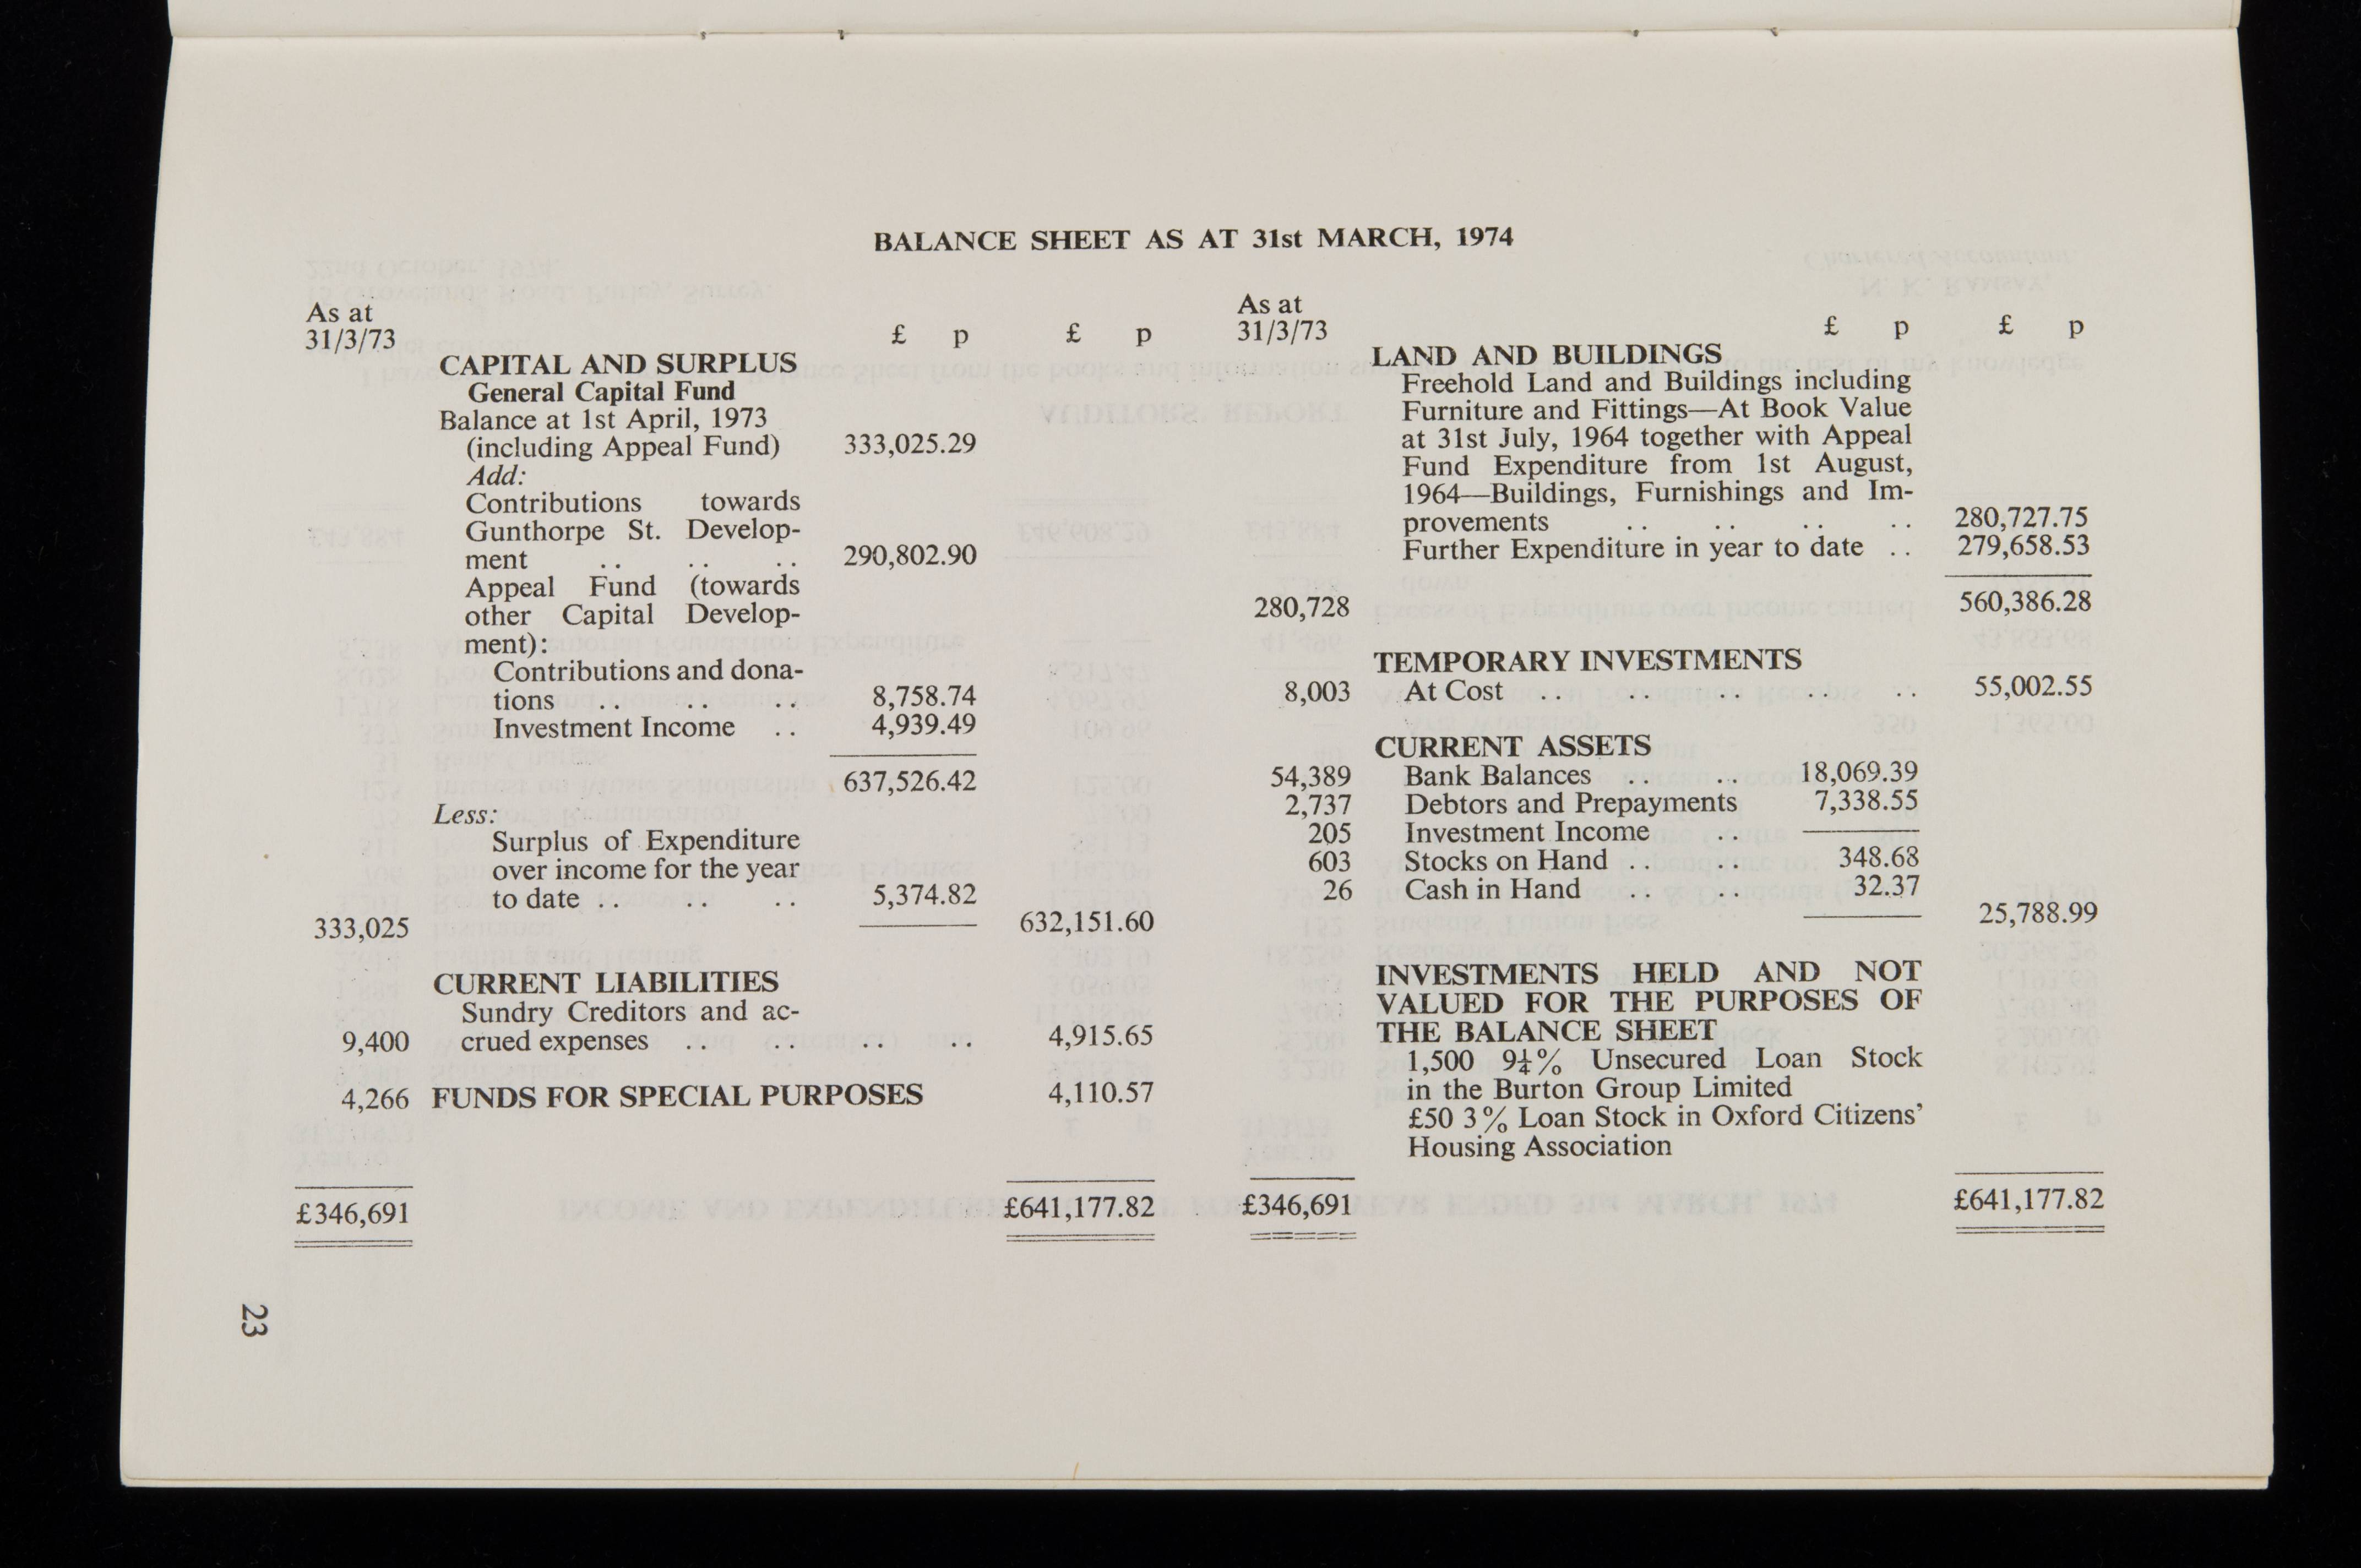 BALANCE SHEET AS AT 31st MARCH, 1974
As at
31/3/73
£ p £ p
CAPITAL AND SURPLUS
General Capital Fund
Balance at 1st April, 1973
(including Appeal Fund) 333,025.29
Add:
Contributions towards
Gunthorpe St. Develop-
ment .. .. .. 290,802.90
Appeal Fund (towards
other Capital Develop-
ment):
Contributions and dona-
tions .. .. .. 8,758.74
Investment Income .. 4,939.49
637,526.42
Less:
Surplus of Expenditure
over income for the year
to date .. .. .. 5,374.82
333,025 632,151.60
CURRENT LIABILITIES
Sundry Creditors and ac-
9,400 crued expenses .. .. .. .. 4,915.65
4,266 FUNDS FOR SPECIAL PURPOSES 4,110.57
£346,691 £641,177.82
As at
31/3/73
£ p £ p
LAND AND BUILDINGS
Freehold Land and Buildings including
Furniture and Fittings—At Book Value
at 31st July, 1964 together with Appeal
Fund Expenditure from 1st August,
1964—Buildings, Furnishings and Im-
provements .. .. .. .. 280,727.75
Further Expenditure in year to date .. 279,658.53
280,728 560,386.28
TEMPORARY INVESTMENTS
8,003 At Cost .. .. .. .. .. 55,002.55
CURRENT ASSETS
54,389 Bank Balances .. .. 18,069.39
2,737 Debtors and Prepayments 7,338.55
205 Investment Income .. ——
603 Stocks on Hand .. .. 348.68
26 Cash in Hand .. .. 32.37
25,788.99
INVESTMENTS HELD AND NOT
VALUED FOR THE PURPOSES OF
THE BALANCE SHEET
1,500 9¼% Unsecured Loan Stock
in the Burton Group Limited
£50 3% Loan Stock in Oxford Citizens'
Housing Association
£346,691 £641,177.82
23